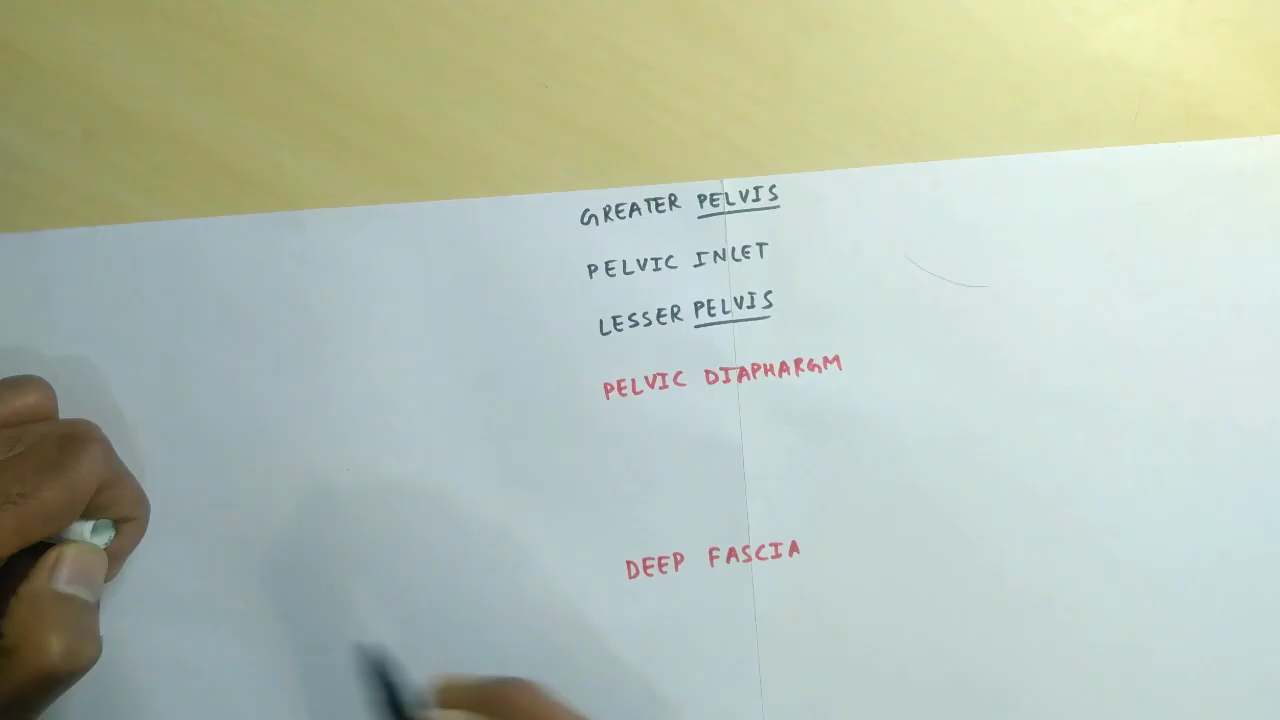 GREATER PELVIS
PELVIC INLET
LESSER PELVIS
PELVIC DIAPHARGM
DEEP FASCIA